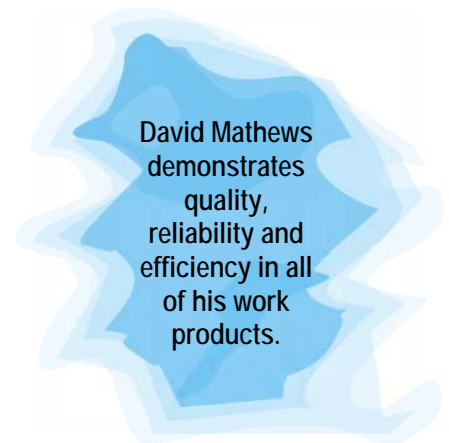 David Mathews
demonstrates
quality,
reliability and
efficiency in all
of his work
products.